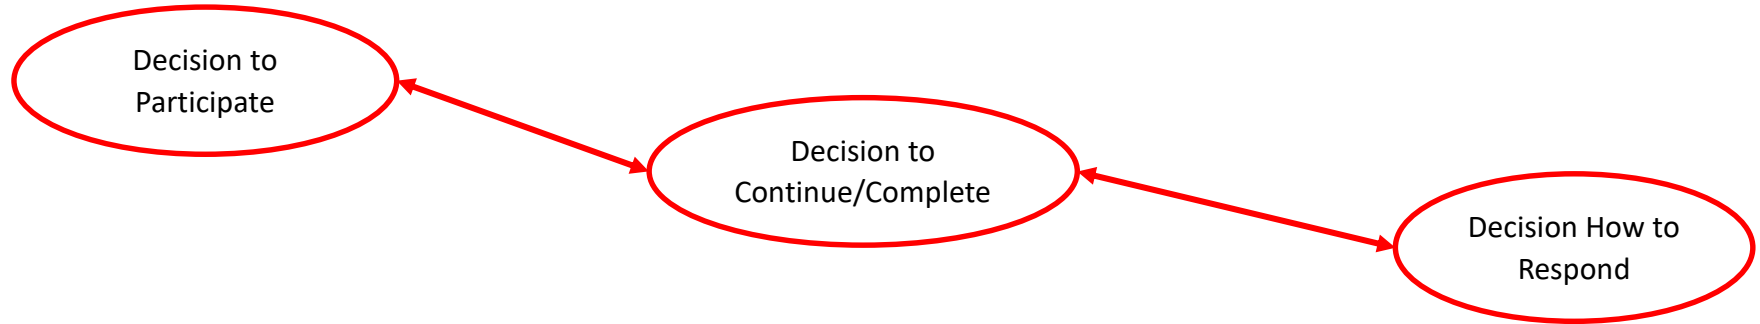 Decision to
Participate
Decision to
Continue/Complete
Decision How to
Respond